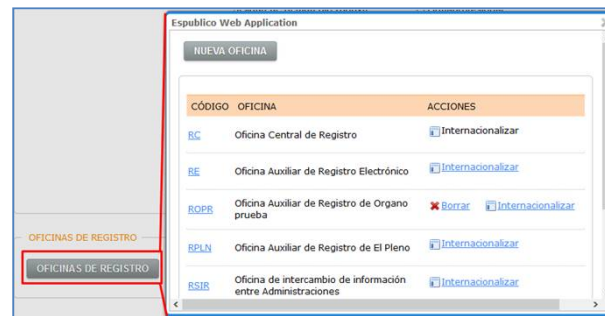 Espublico Web Application
NUEVA OFICINA
CÓDIGO OFICINA ACCIONES
RC Oficina Central de Registro Internacionalizar
RE Oficina Auxiliar de Registro Electrónico Internacionalizar
ROPR Oficina Auxiliar de Registro de Organo prueba Borrar Internacionalizar
RPLN Oficina Auxiliar de Registro de El Pleno Internacionalizar
RSIR Oficina de intercambio de información entre Administraciones Internacionalizar
OFICINAS DE REGISTRO
OFICINAS DE REGISTRO